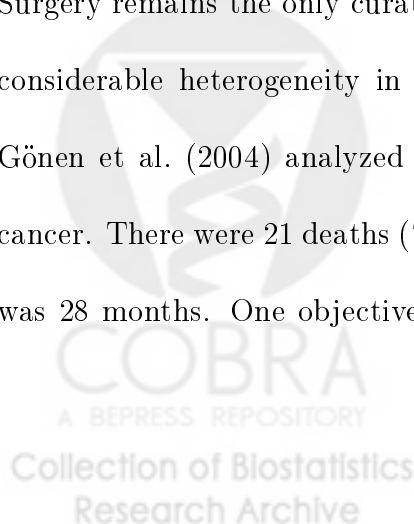 Surgery remains the only curat
considerable heterogeneity in
Gönen et al. (2004) analyzed
cancer. There were 21 deaths (
was 28 months. One objective
COBRA
A BEPRESS REPOSITORY
Collection of Biostatistics
Research Archive